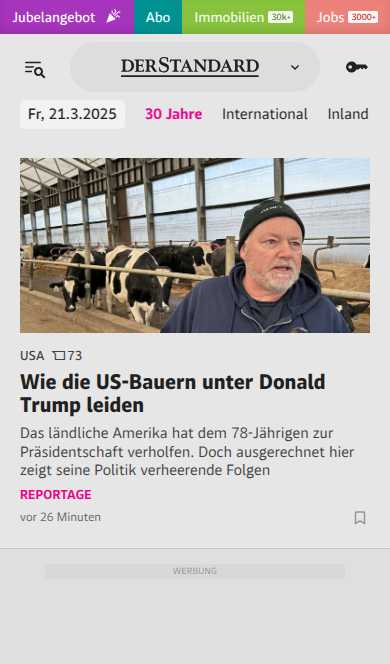 Jubelangebot Abo Immobilien 30k+ Jobs 3000+
DERSTANDARD
Fr, 21.3.2025 30 Jahre International Inland
USA 73
Wie die US-Bauern unter Donald
Trump leiden
Das ländliche Amerika hat dem 78-Jährigen zur
Präsidentschaft verholfen. Doch ausgerechnet hier
zeigt seine Politik verheerende Folgen
REPORTAGE
vor 26 Minuten
WERBUNG